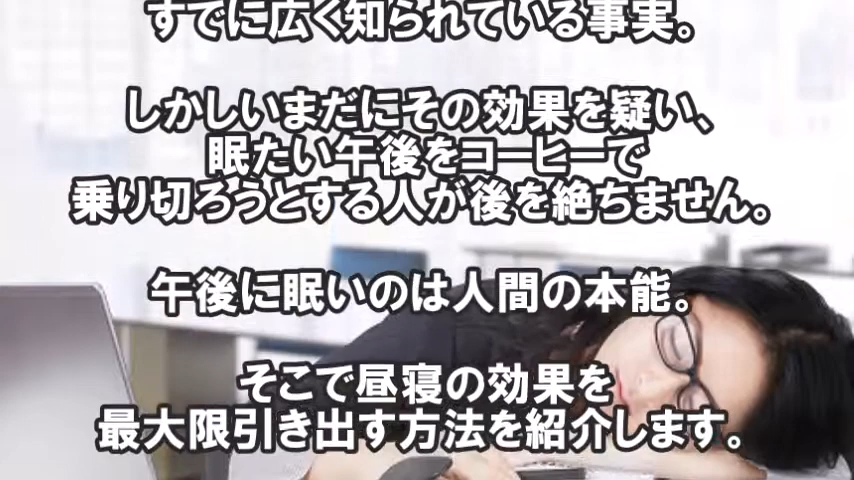 すでに広く知られている事実。
しかしいまだにその効果を疑い、
眠たい午後をコーヒーで
乗り切ろうとする人が後を絶ちません。
午後に眠いのは人間の本能。
そこで昼寝の効果を
最大限引き出す方法を紹介します。